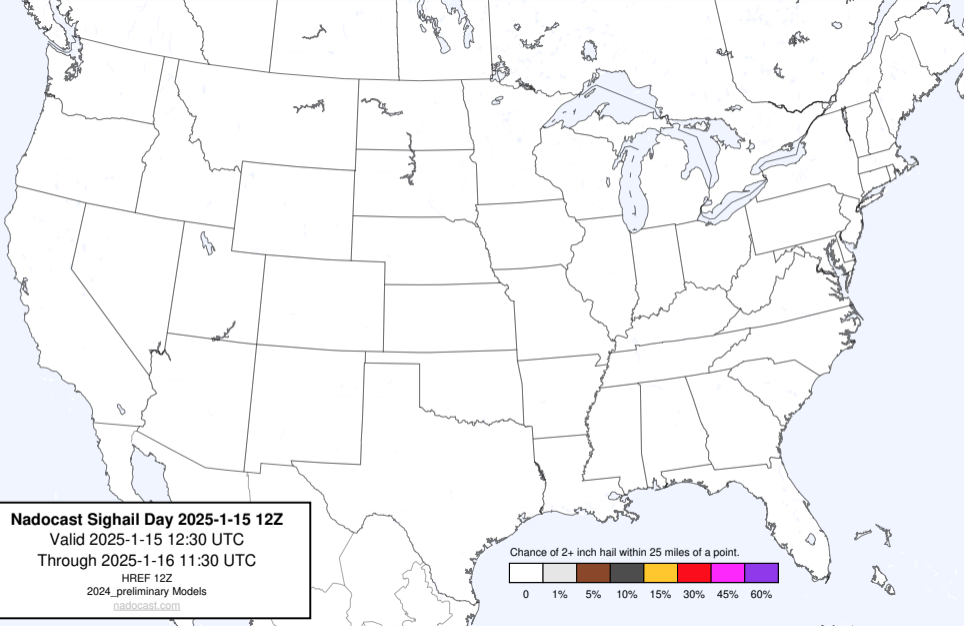 Nadocast Sighail Day 2025-1-15 12Z
Valid 2025-1-15 12:30 UTC
Through 2025-1-16 11:30 UTC
HREF 12Z
2024_preliminary Models
nadocast.com
Chance of 2+ inch hail within 25 miles of a point.
0 1% 5% 10% 15% 30% 45% 60%